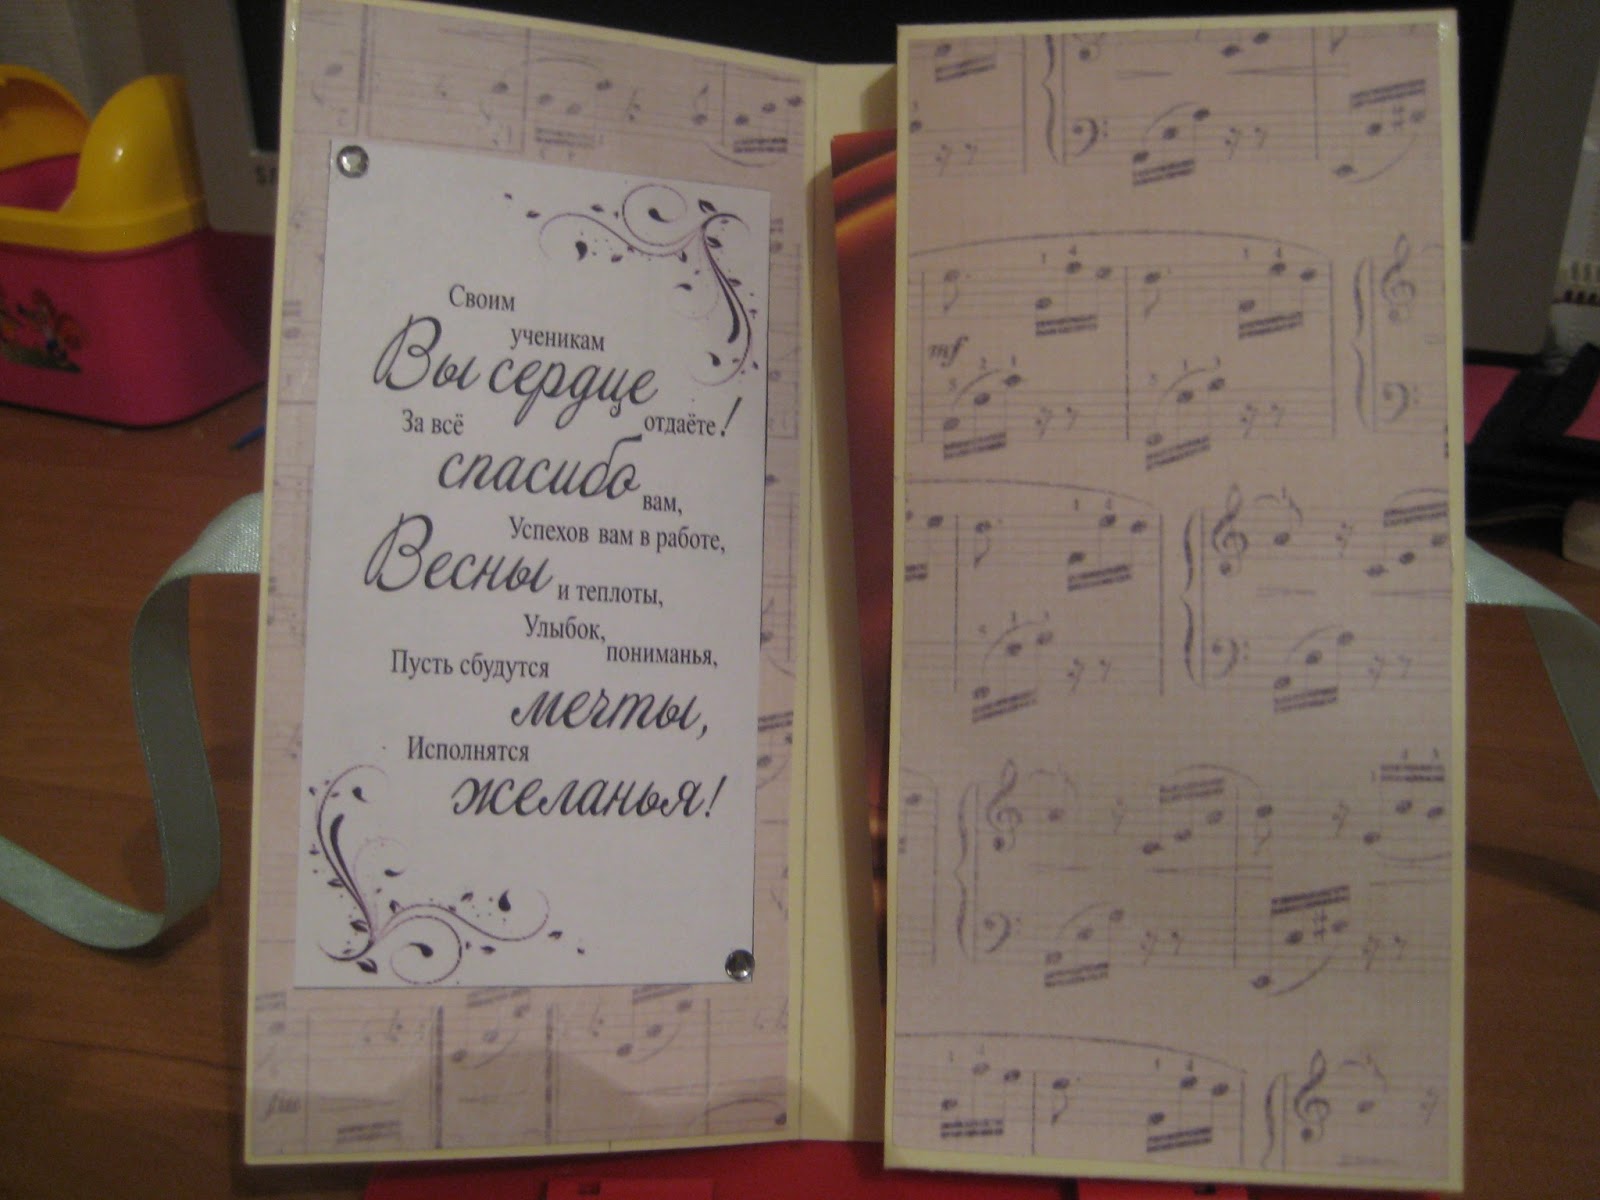 Своим
ученикам
Вы сердце
отдаёте!
За всё
спасибо
вам,
Успехов вам в работе,
Весны
и теплоты,
Улыбок,
пониманья,
Пусть сбудутся
мечты,
Исполнятся
желанья!
mf